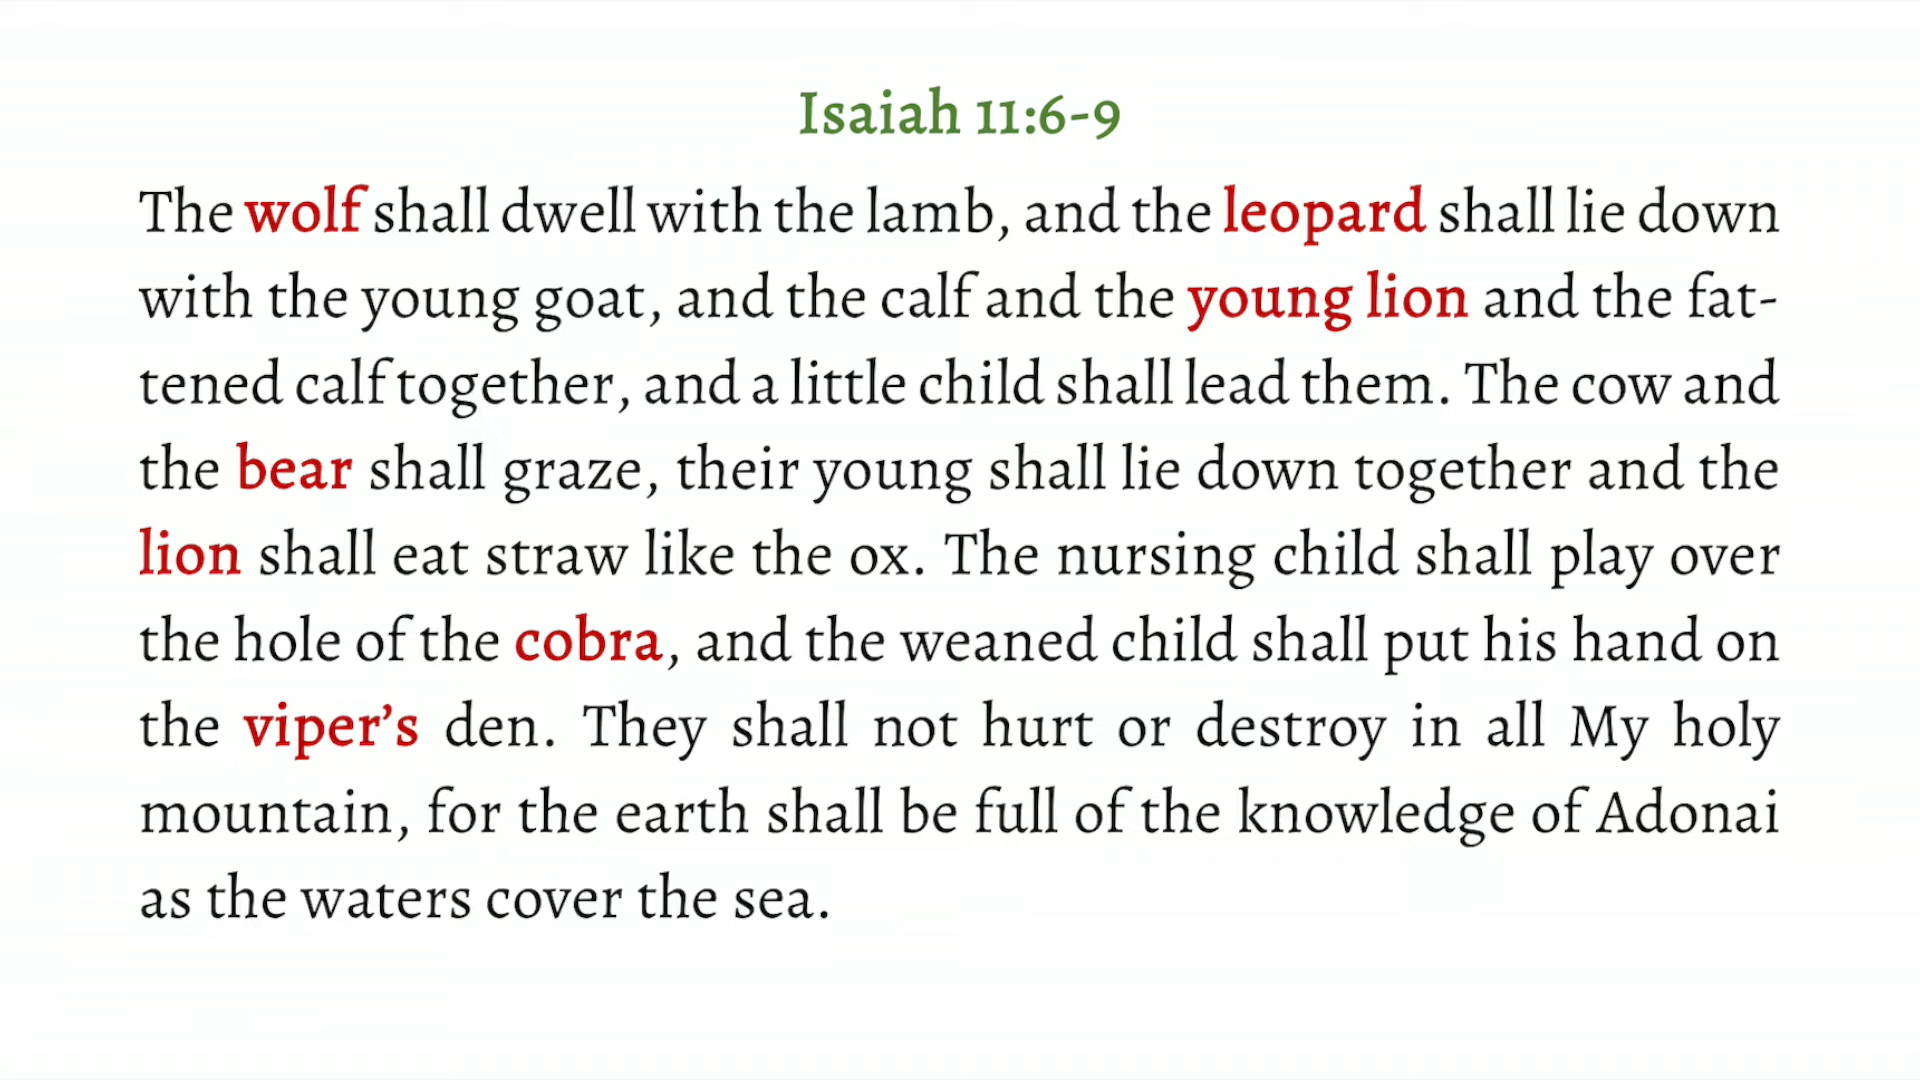 Isaiah 11:6-9
The wolf shall dwell with the lamb, and the leopard shall lie down
with the young goat, and the calf and the young lion and the fat-
tened calf together, and a little child shall lead them. The cow and
the bear shall graze, their young shall lie down together and the
lion shall eat straw like the ox. The nursing child shall play over
the hole of the cobra, and the weaned child shall put his hand on
the viper’s den. They shall not hurt or destroy in all My holy
mountain, for the earth shall be full of the knowledge of Adonai
as the waters cover the sea.